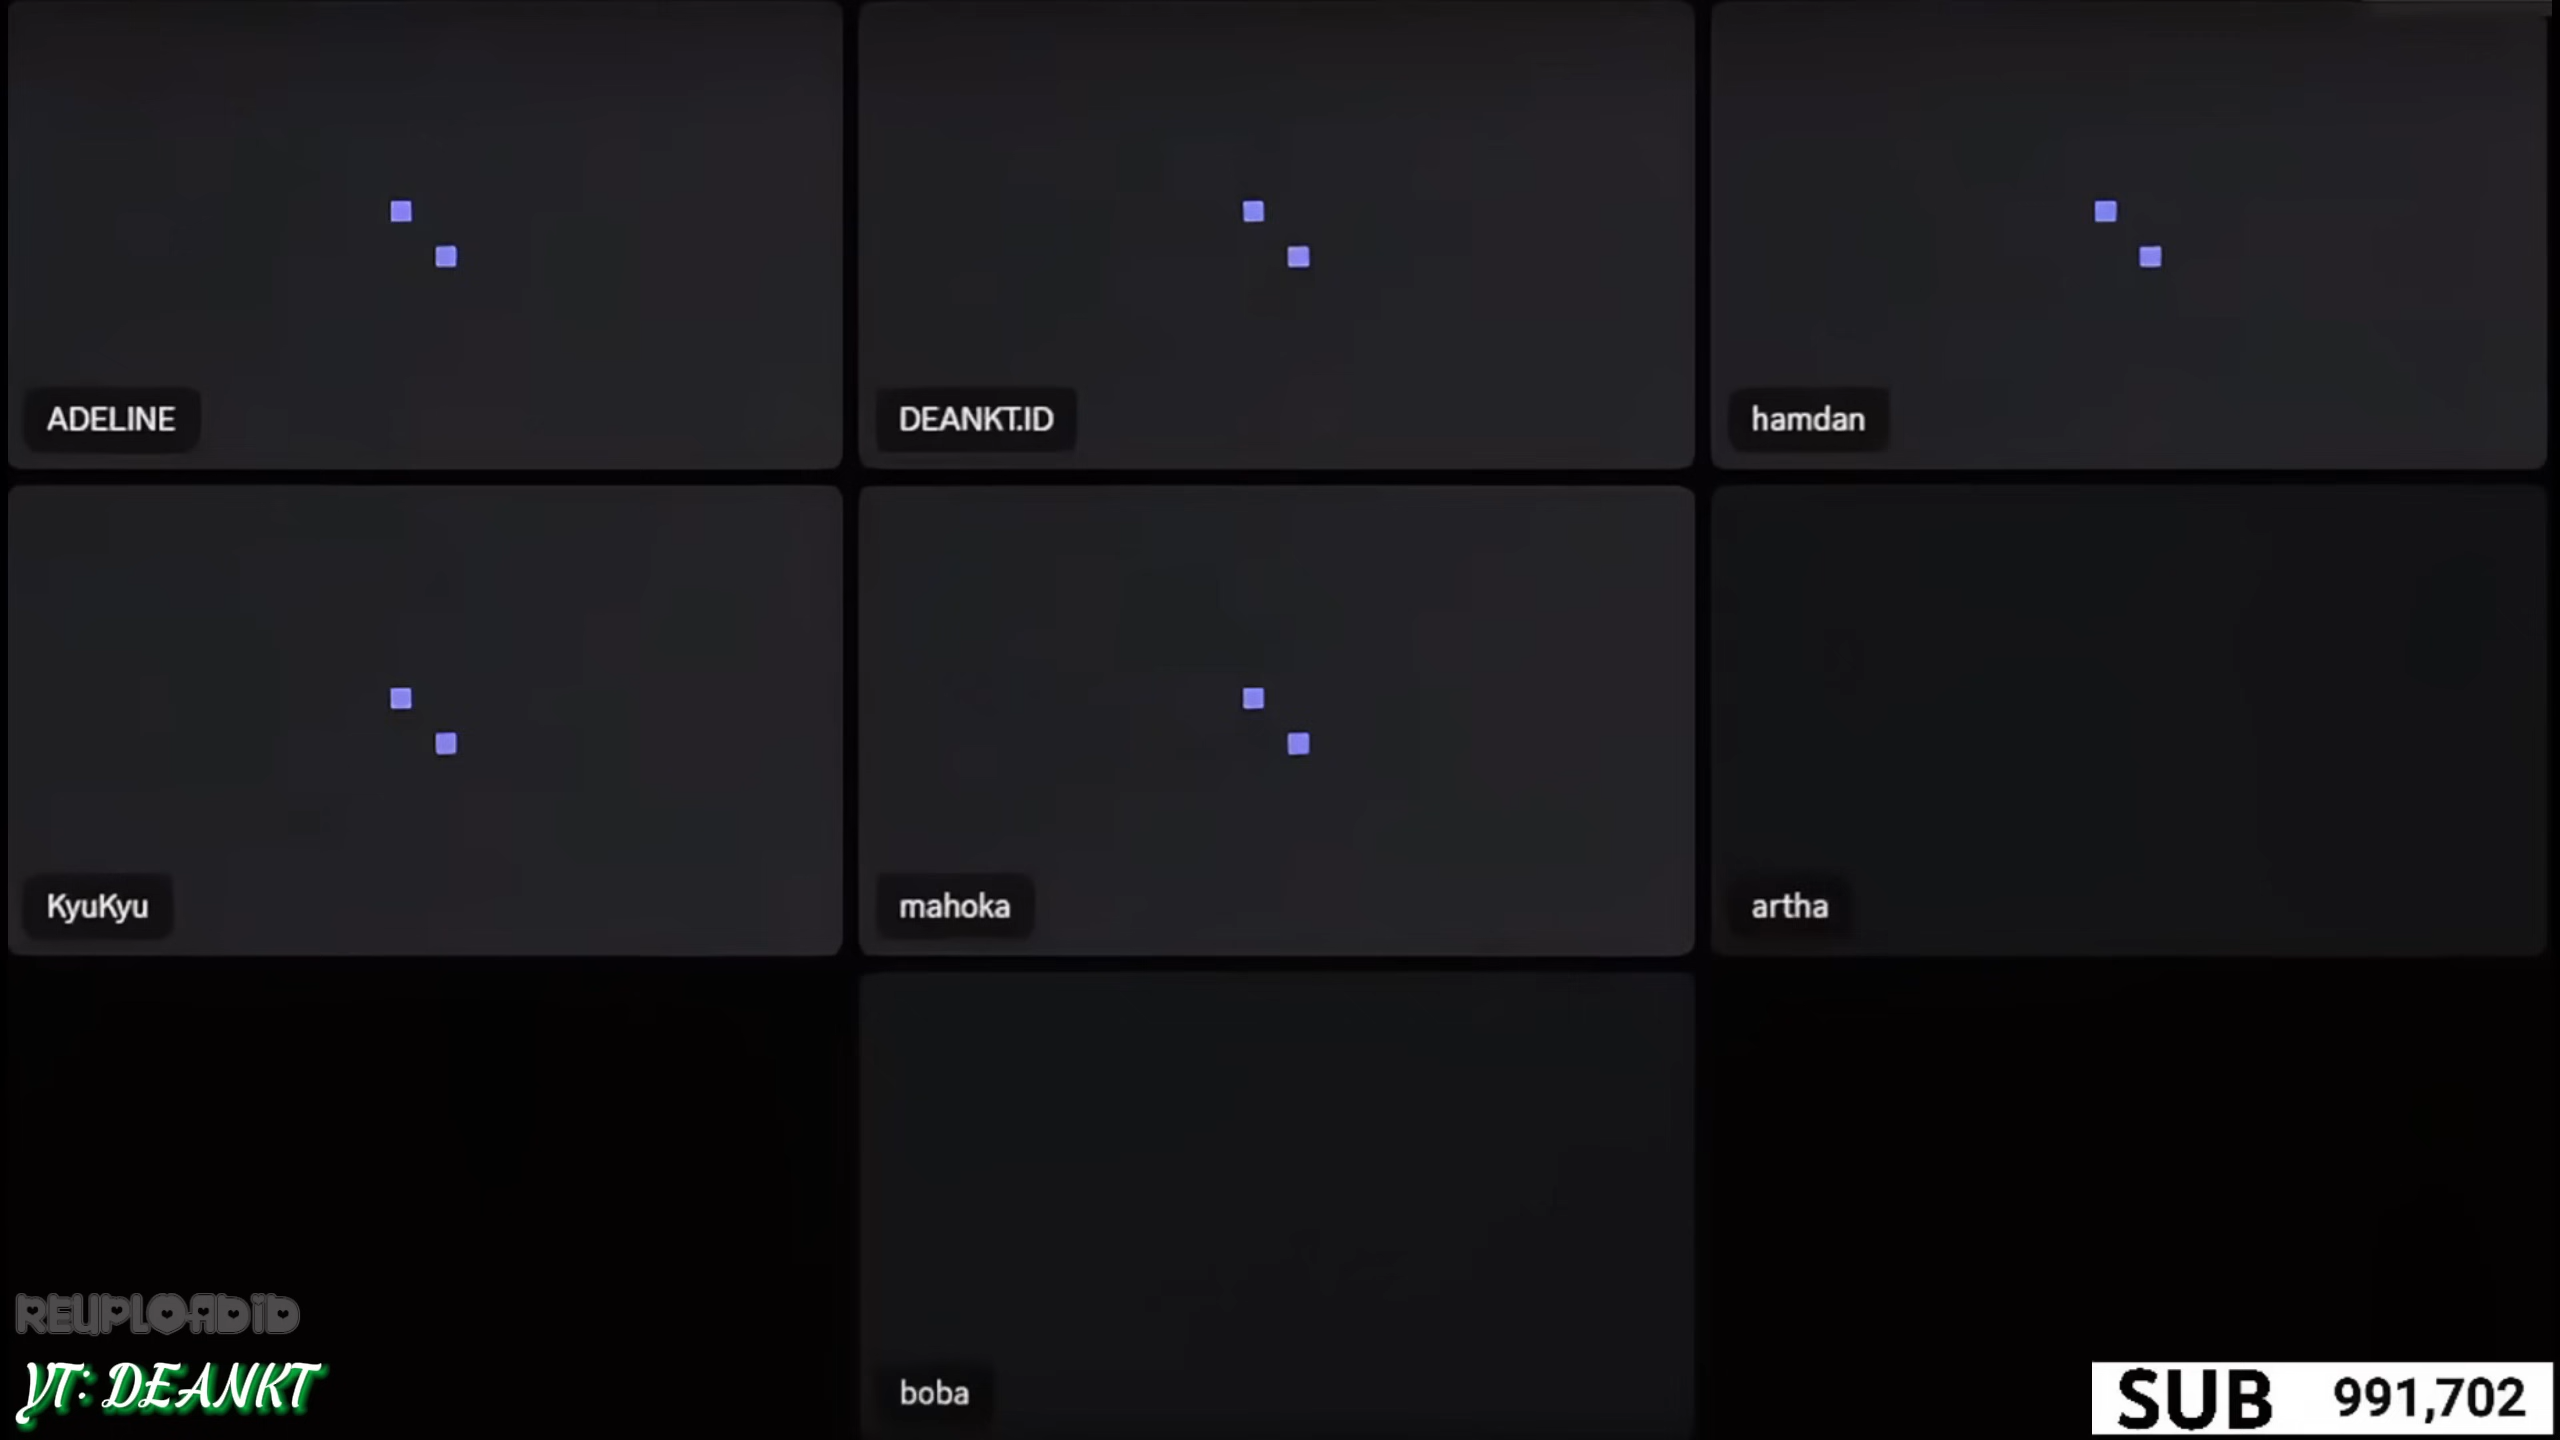 ADELINE
DEANKT.ID
hamdan
KyuKyu
mahoka
artha
boba
REUPLOADID
YT: DEANKT
SUB 991,702